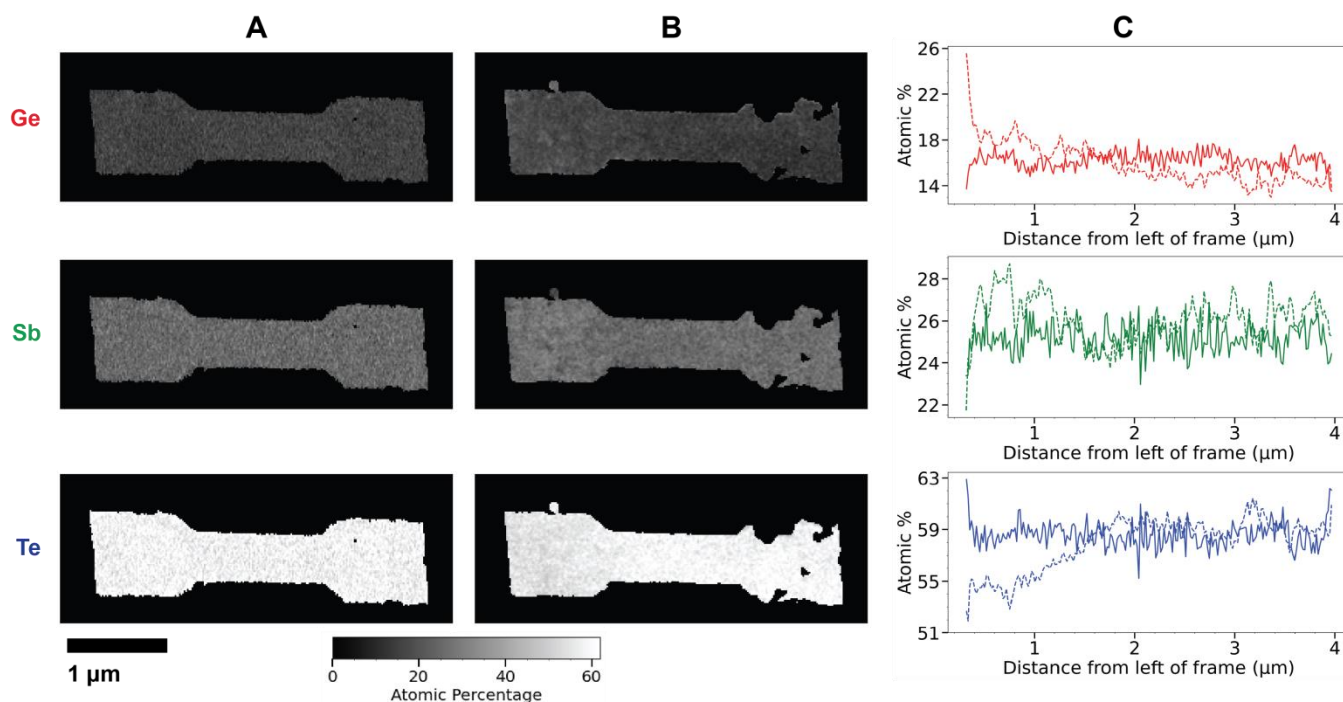 A
B
C
Ge
26
22
18
14
Atomic %
1
2
3
4
Distance from left of frame (μm)
Sb
28
26
24
22
Atomic %
1
2
3
4
Distance from left of frame (μm)
Te
63
59
55
51
Atomic %
1
2
3
4
Distance from left of frame (μm)
1 μm
0
20
40
60
Atomic Percentage